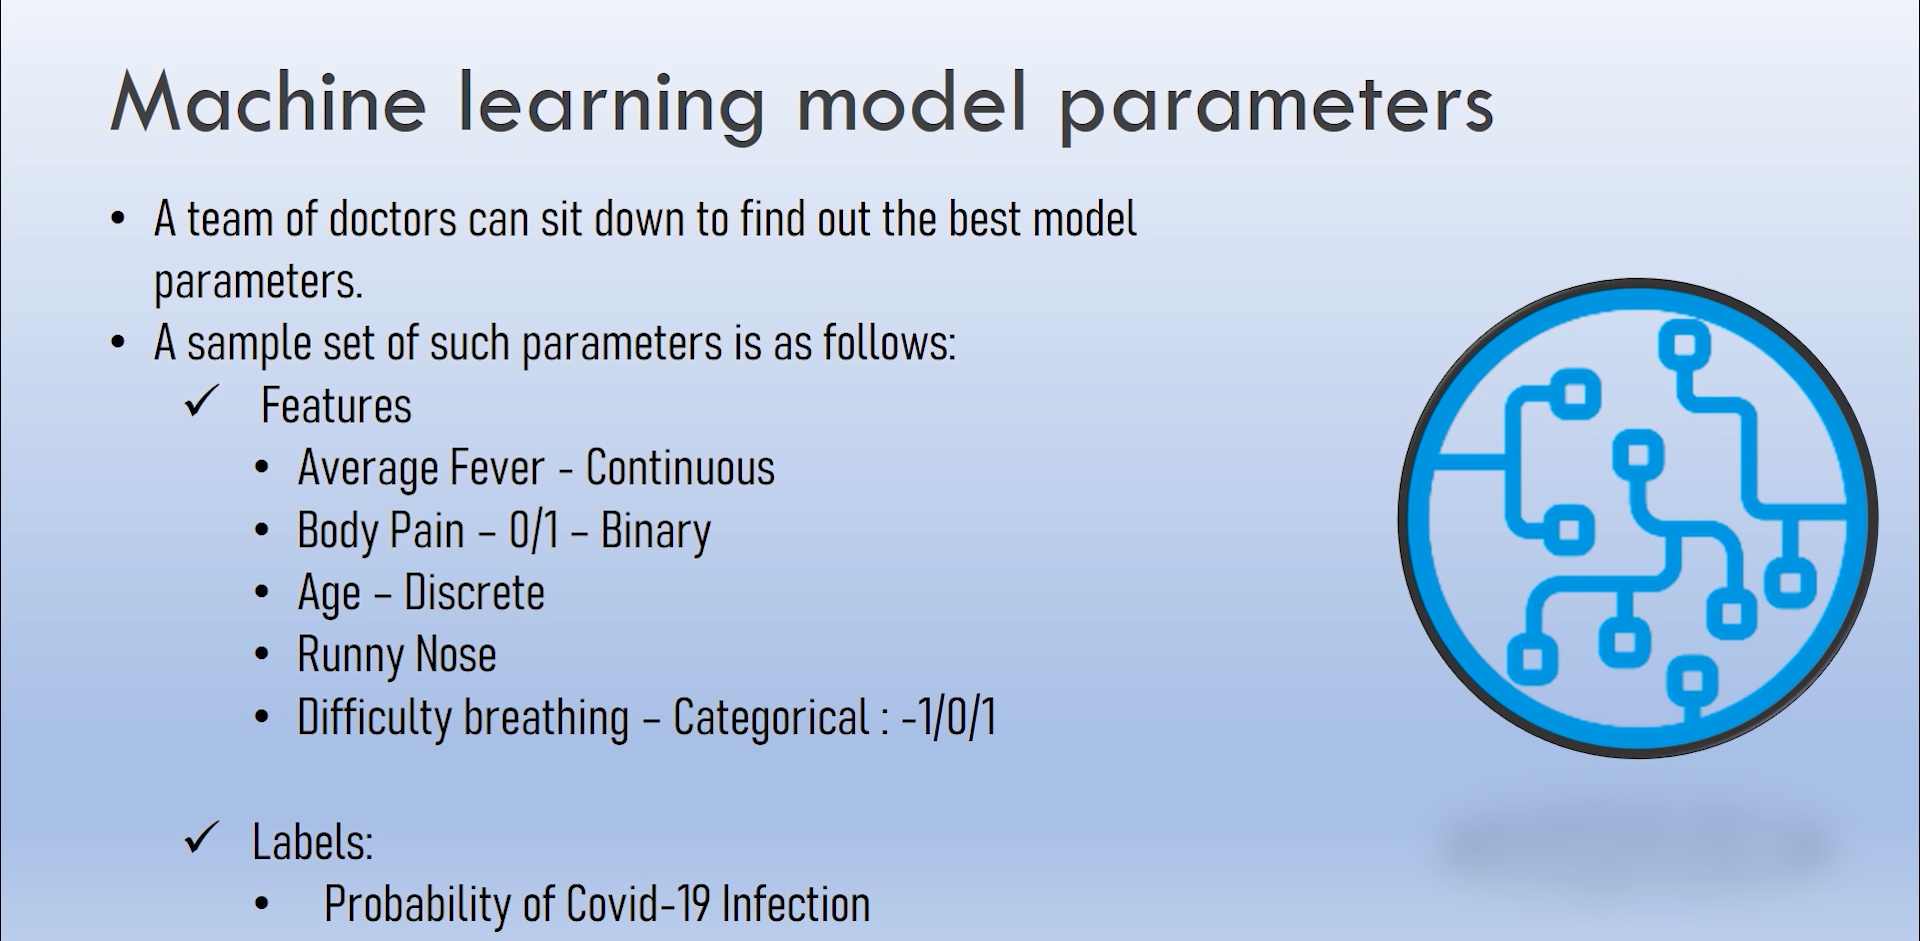 Machine learning model parameters
• A team of doctors can sit down to find out the best model
parameters.
• A sample set of such parameters is as follows:
✓ Features
• Average Fever - Continuous
• Body Pain – 0/1 – Binary
• Age – Discrete
• Runny Nose
• Difficulty breathing – Categorical : -1/0/1
✓ Labels:
• Probability of Covid-19 Infection